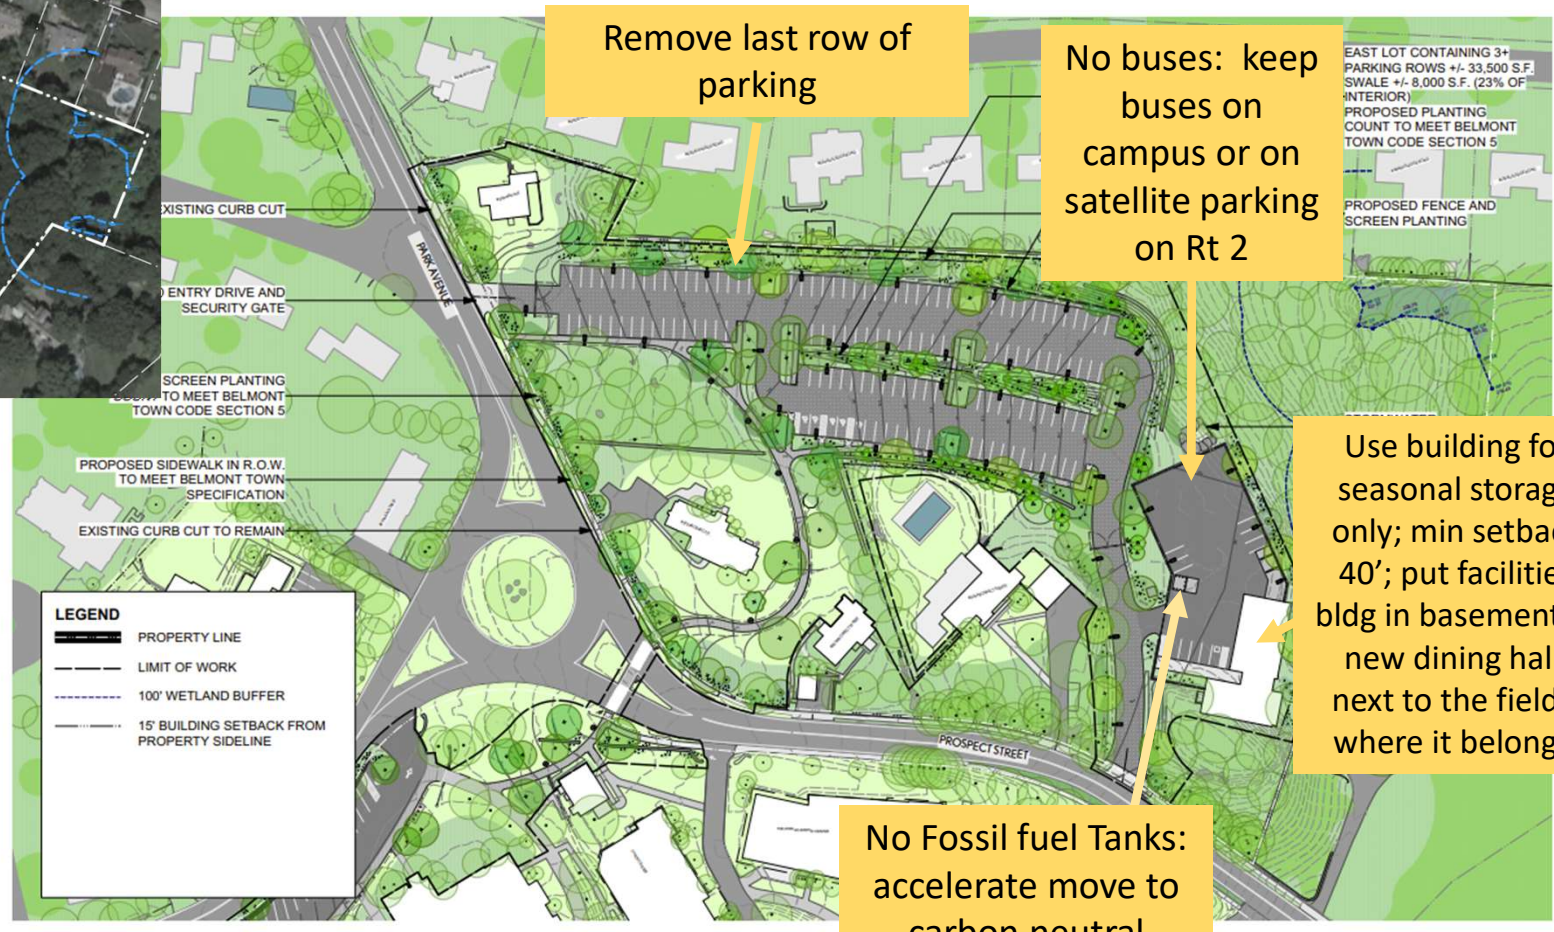 Remove last row of
parking
No buses: keep
buses on
campus or on
satellite parking
on Rt 2
EAST LOT CONTAINING 3+
PARKING ROWS +/- 33,500 S.F.
SWALE +/- 8,000 S.F. (23% OF
INTERIOR)
PROPOSED PLANTING
COUNT TO MEET BELMONT
TOWN CODE SECTION 5
PROPOSED FENCE AND
SCREEN PLANTING
EXISTING CURB CUT
PARK AVENUE
ENTRY DRIVE AND
SECURITY GATE
SCREEN PLANTING
TO MEET BELMONT
TOWN CODE SECTION 5
PROPOSED SIDEWALK IN R.O.W.
TO MEET BELMONT TOWN
SPECIFICATION
EXISTING CURB CUT TO REMAIN
Use building fo
seasonal storag
only; min setba
40’; put facilitie
bldg in basement
new dining hal
next to the field
where it belong
LEGEND
PROPERTY LINE
LIMIT OF WORK
100' WETLAND BUFFER
15' BUILDING SETBACK FROM
PROPERTY SIDELINE
PROSPECT STREET
No Fossil fuel Tanks:
accelerate move to
carbon neutral